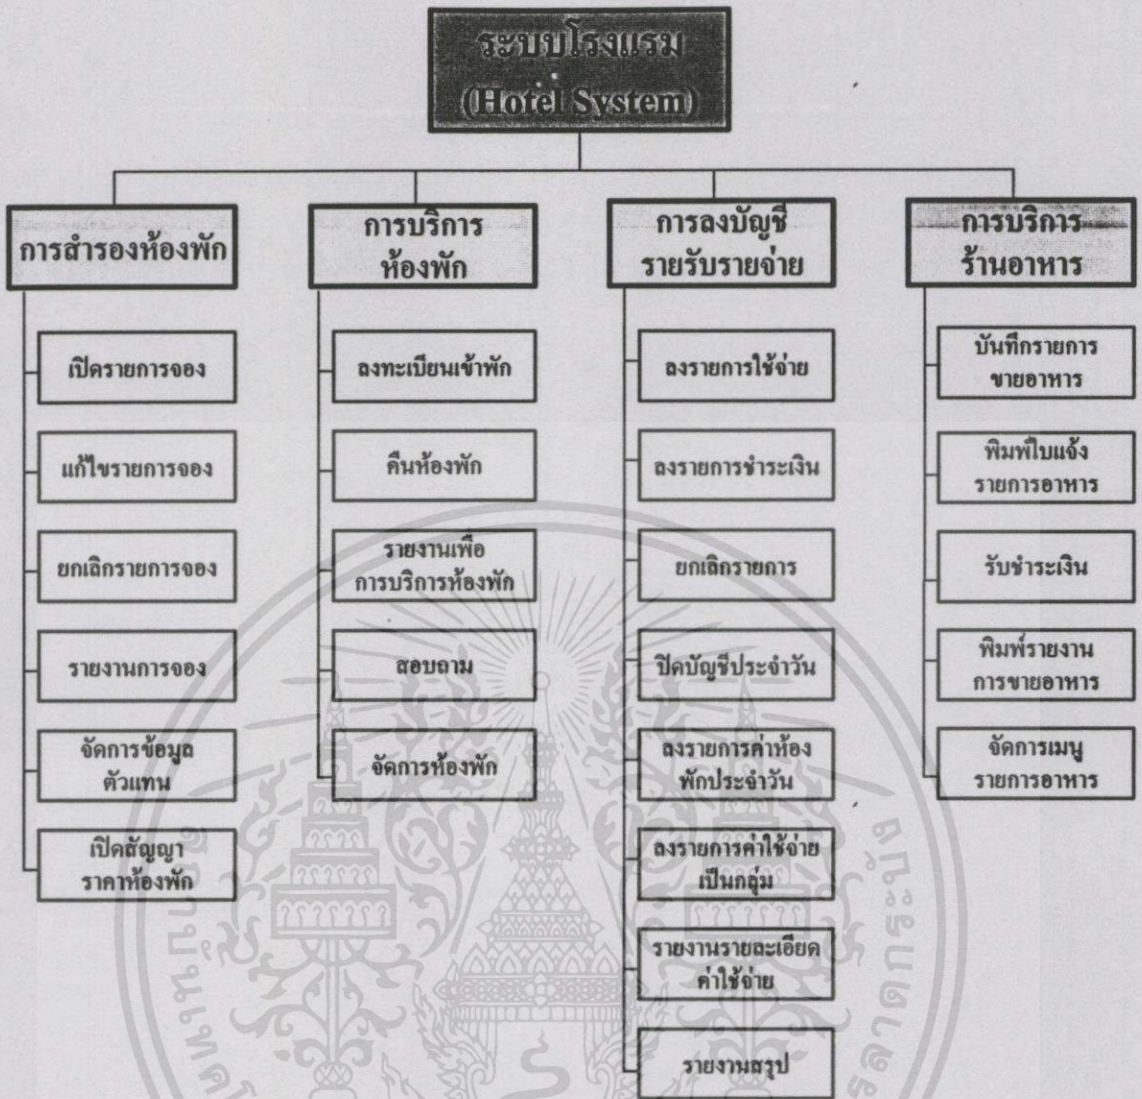 ระบบโรงแรม
(Hotel System)
การสำรองห้องพัก
เปิดรายการจอง
แก้ไขรายการจอง
ยกเลิกรายการจอง
รายงานการจอง
จัดการข้อมูล
ตัวแทน
เปิดสัญญา
ราคาห้องพัก
การบริการ
ห้องพัก
ลงทะเบียนเข้าพัก
คืนห้องพัก
รายงานเพื่อ
การบริการห้องพัก
สอบถาม
จัดการห้องพัก
การลงบัญชี
รายรับรายจ่าย
ลงรายการใช้จ่าย
ลงรายการชำระเงิน
ยกเลิกรายการ
ปิดบัญชีประจำวัน
ลงรายการค่าห้อง
พักประจำวัน
ลงรายการค่าใช้จ่าย
เป็นกลุ่ม
รายงานรายละเอียด
ค่าใช้จ่าย
รายงานสรุป
การบริการ
ร้านอาหาร
บันทึกรายการ
ขายอาหาร
พิมพ์ใบแจ้ง
รายการอาหาร
รับชำระเงิน
พิมพ์รายงาน
การขายอาหาร
จัดการเมนู
รายการอาหาร